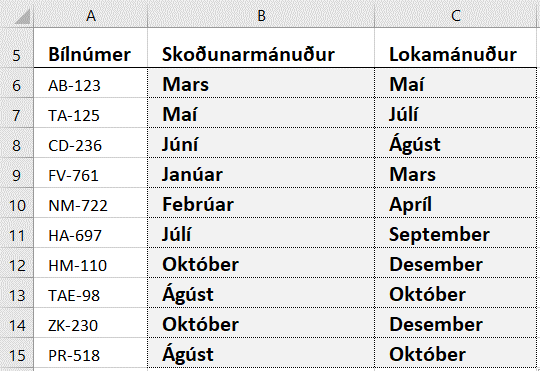 A B C
5 Bílnúmer Skoðunarmánuður Lokamánuður
6 AB-123 Mars Maí
7 TA-125 Maí Júlí
8 CD-236 Júní Ágúst
9 FV-761 Janúar Mars
10 NM-722 Febrúar Apríl
11 HA-697 Júlí September
12 HM-110 Október Desember
13 TAE-98 Ágúst Október
14 ZK-230 Október Desember
15 PR-518 Ágúst Október